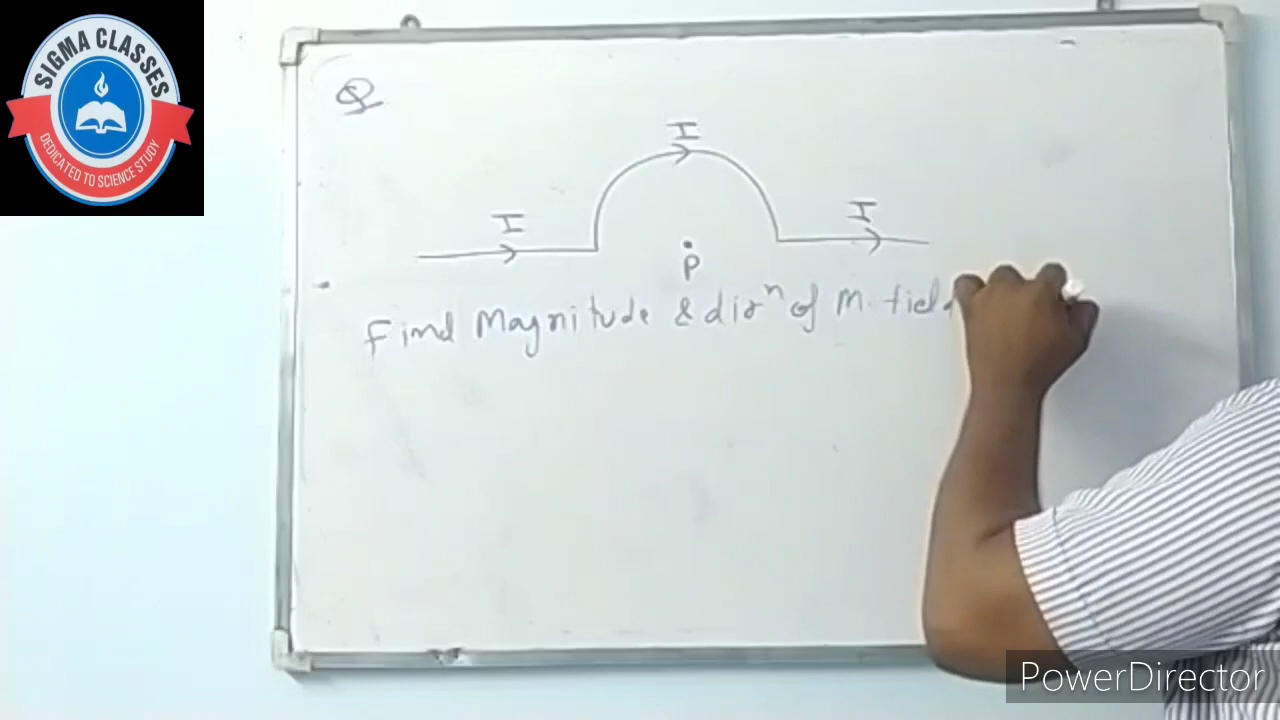 SIGMA CLASSES
DEDICATED TO SCIENCE STUDY
Q
I
I
I
P
Find Magnitude & dirⁿ of M. field
PowerDirector